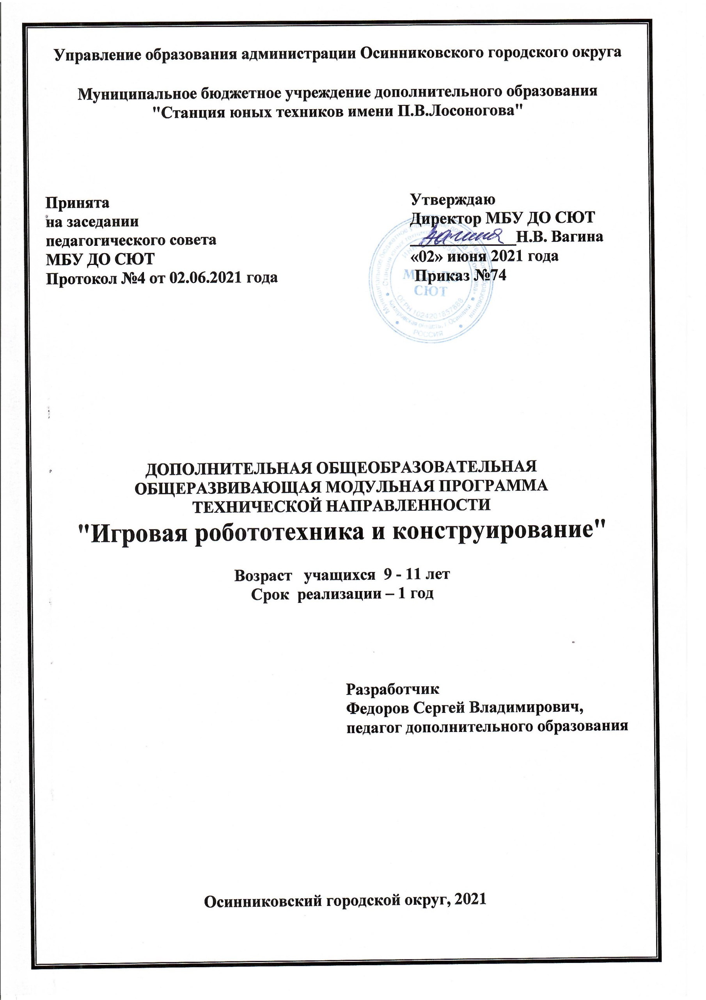 Управление образования администрации Осинниковского городского округа
Муниципальное бюджетное учреждение дополнительного образования
"Станция юных техников имени П.В.Лосоногова"
Принята
на заседании
педагогического совета
МБУ ДО СЮТ
Протокол №4 от 02.06.2021 года
Утверждаю
Директор МБУ ДО СЮТ
Н.В. Вагина
«02» июня 2021 года
Приказ №74
МБУ ДО
СЮТ
ОГРН 1024201857888
Кемеровская область, г. Осинники
РОССИЯ
ДОПОЛНИТЕЛЬНАЯ ОБЩЕОБРАЗОВАТЕЛЬНАЯ
ОБЩЕРАЗВИВАЮЩАЯ МОДУЛЬНАЯ ПРОГРАММА
ТЕХНИЧЕСКОЙ НАПРАВЛЕННОСТИ
"Игровая робототехника и конструирование"
Возраст учащихся 9 - 11 лет
Срок реализации – 1 год
Разработчик
Федоров Сергей Владимирович,
педагог дополнительного образования
Осинниковский городской округ, 2021